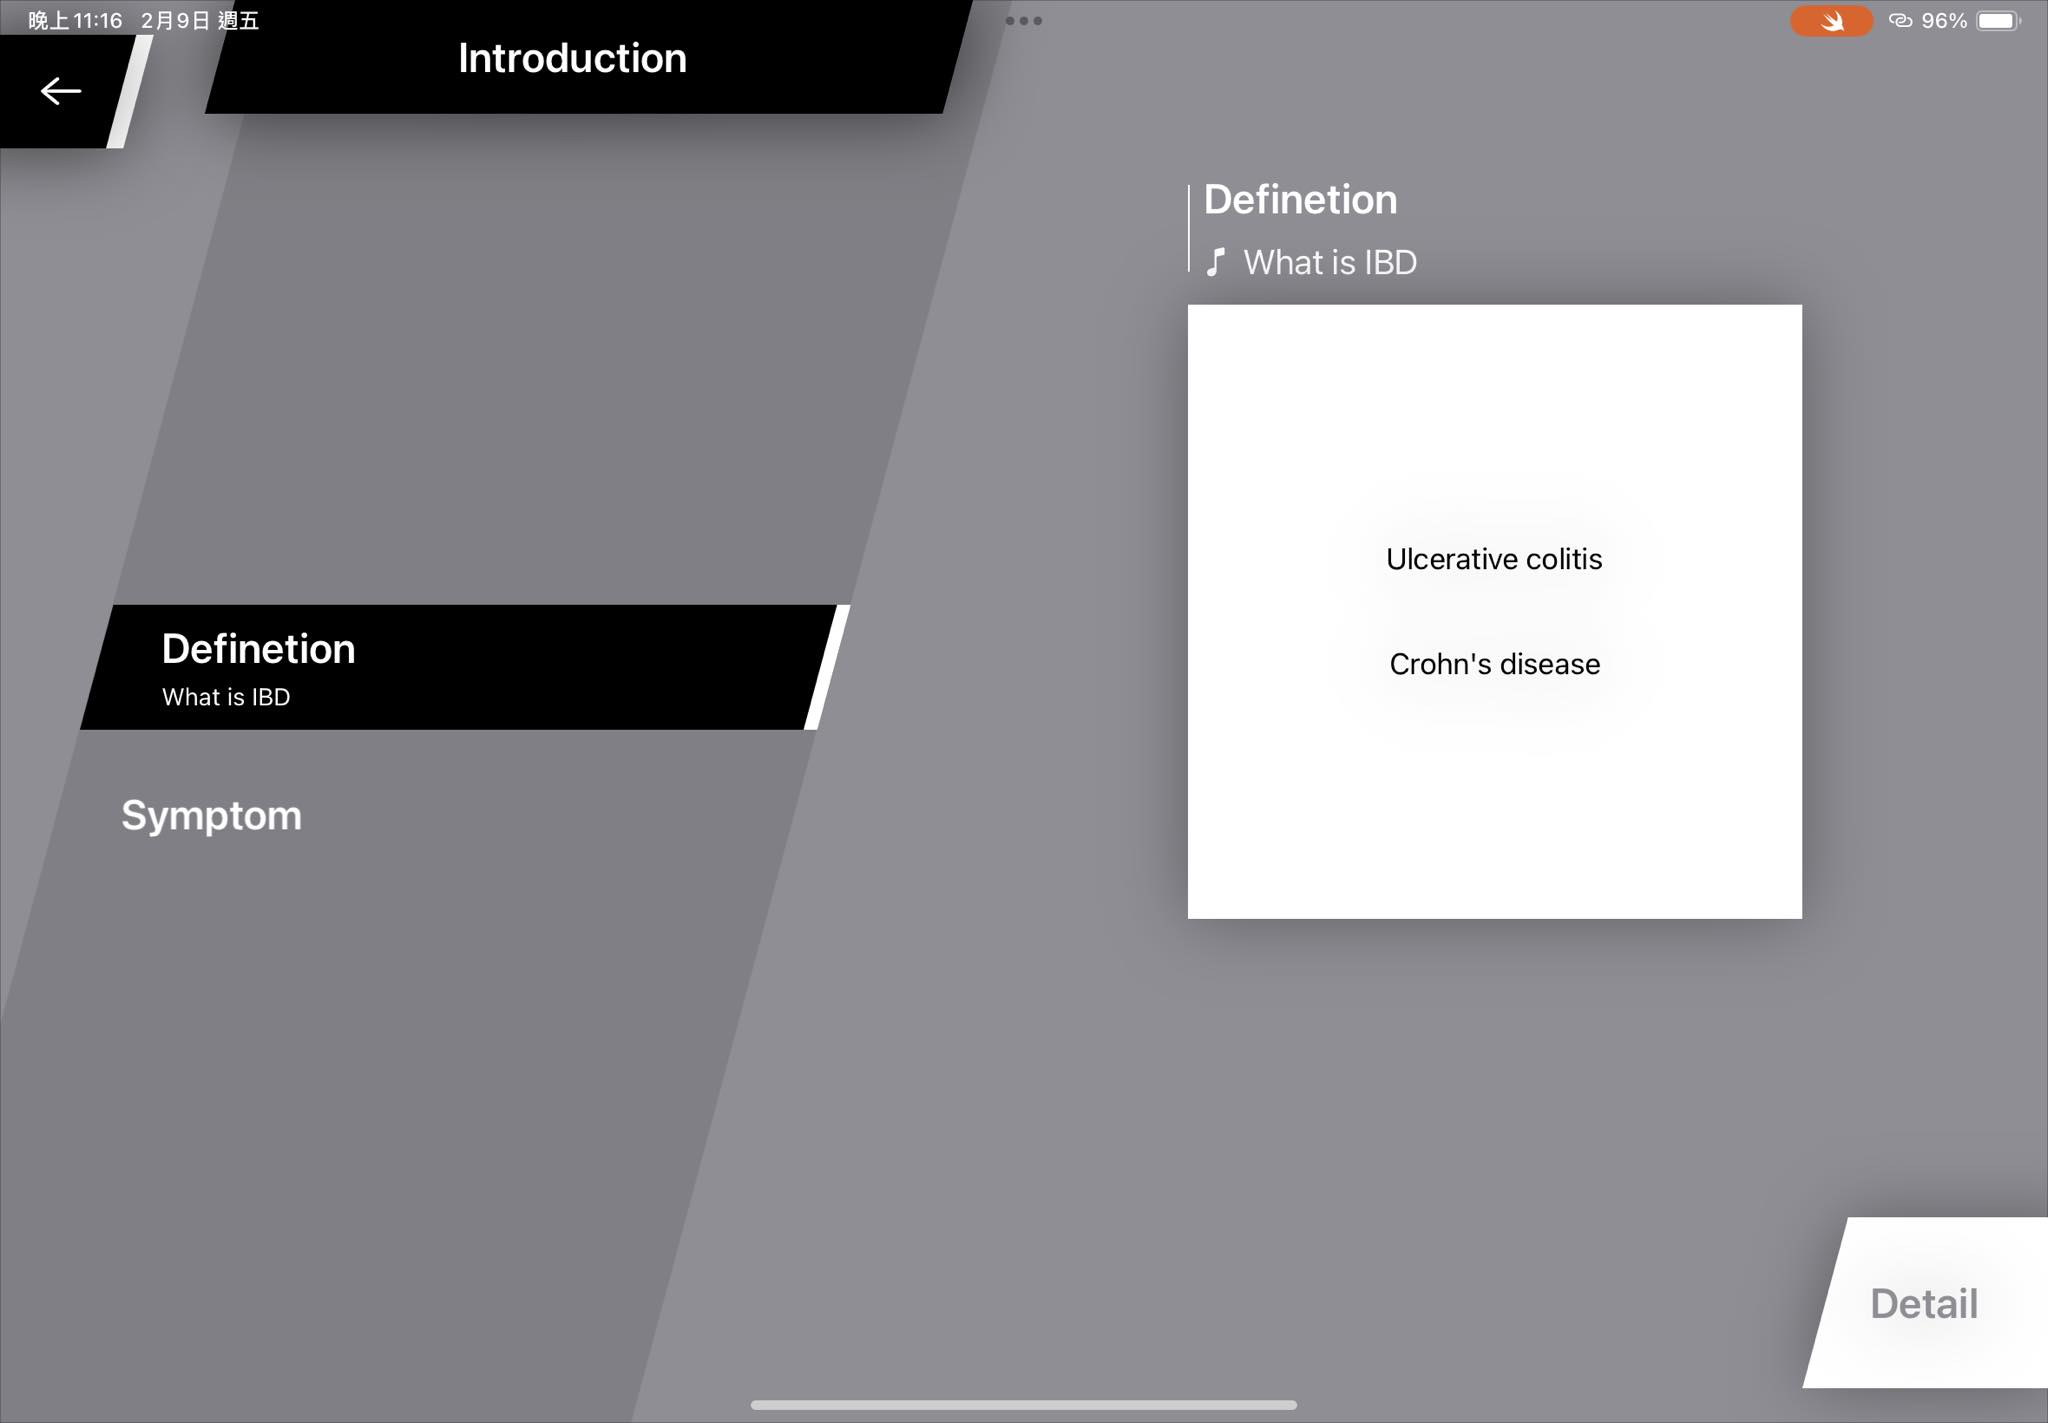 晚上11:16 2月9日 週五
96%
Introduction
Definetion
What is IBD
Symptom
Definetion
What is IBD
Ulcerative colitis
Crohn's disease
Detail